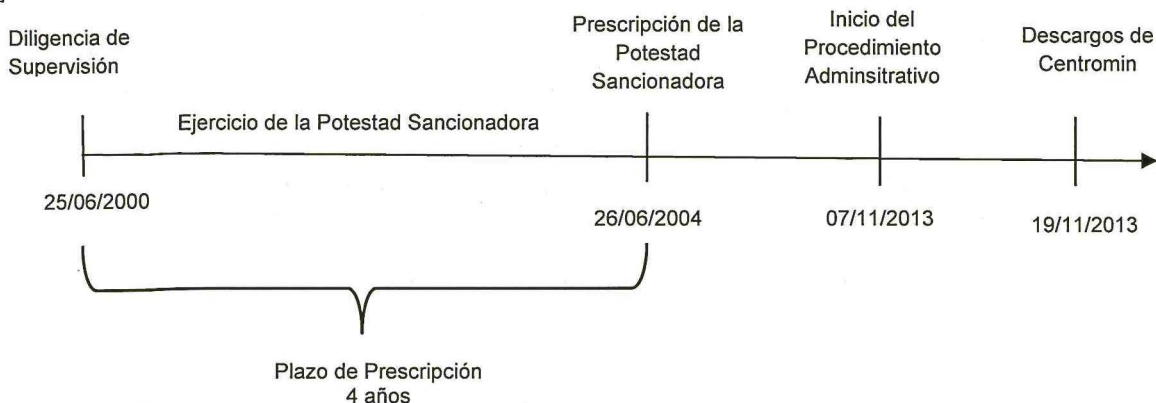 Diligencia de
Supervisión
Ejercicio de la Potestad Sancionadora
Prescripción de la
Potestad
Sancionadora
Inicio del
Procedimiento
Adminsitrativo
Descargos de
Centromin
25/06/2000
26/06/2004
07/11/2013
19/11/2013
Plazo de Prescripción
4 años